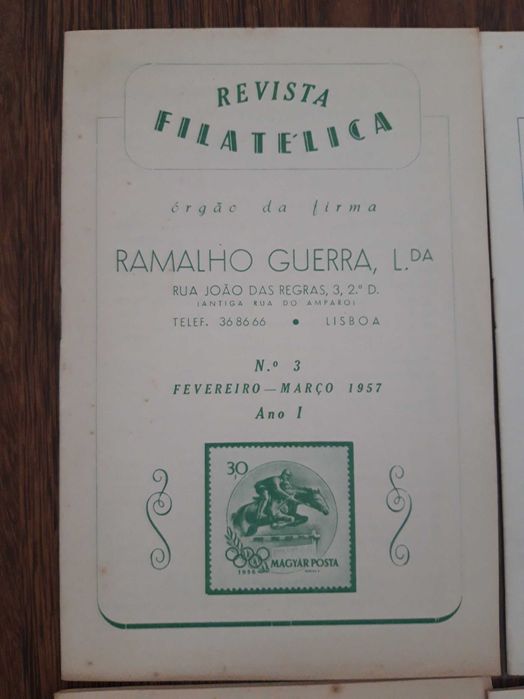 REVISTA
FILATÉLICA
órgão da firma
RAMALHO GUERRA, L.DA
RUA JOÃO DAS REGRAS, 3, 2.º D.
(ANTIGA RUA DO AMPARO)
TELEF. 36 86 66 • LISBOA
N.º 3
FEVEREIRO — MARÇO 1957
Ano I
30
1956
MAGYAR POSTA